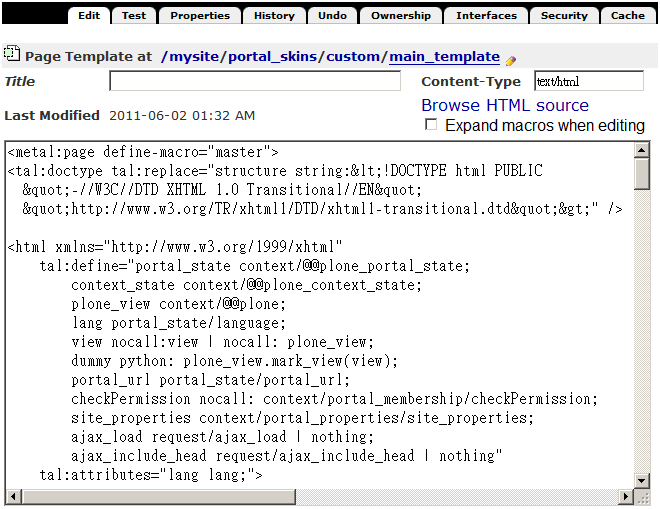 Edit Test Properties History Undo Ownership Interfaces Security Cache
Page Template at /mysite/portal_skins/custom/main_template
Title Content-Type text/html
Browse HTML source
Last Modified 2011-06-02 01:32 AM
Expand macros when editing
<metal:page define-macro="master">
<tal:doctype tal:replace="structure string:&lt;!DOCTYPE html PUBLIC
  &quot;-//W3C//DTD XHTML 1.0 Transitional//EN&quot;
  &quot;http://www.w3.org/TR/xhtml1/DTD/xhtml1-transitional.dtd&quot;&gt;" />
<html xmlns="http://www.w3.org/1999/xhtml"
    tal:define="portal_state context/@@plone_portal_state;
        context_state context/@@plone_context_state;
        plone_view context/@@plone;
        lang portal_state/language;
        view nocall:view | nocall: plone_view;
        dummy python: plone_view.mark_view(view);
        portal_url portal_state/portal_url;
        checkPermission nocall: context/portal_membership/checkPermission;
        site_properties context/portal_properties/site_properties;
        ajax_load request/ajax_load | nothing;
        ajax_include_head request/ajax_include_head | nothing"
    tal:attributes="lang lang;">